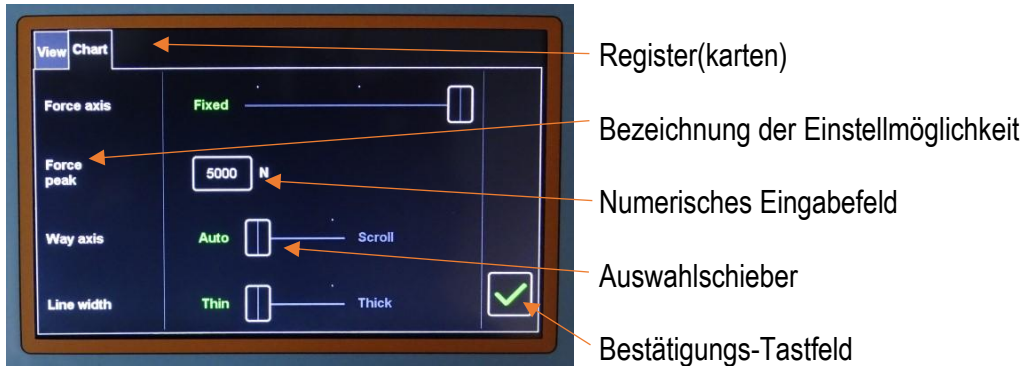 View Chart
Register(karten)
Force axis Fixed
Bezeichnung der Einstellmöglichkeit
Force
peak
5000 N
Numerisches Eingabefeld
Way axis Auto Scroll
Auswahlschieber
Line width Thin Thick
Bestätigungs-Tastfeld